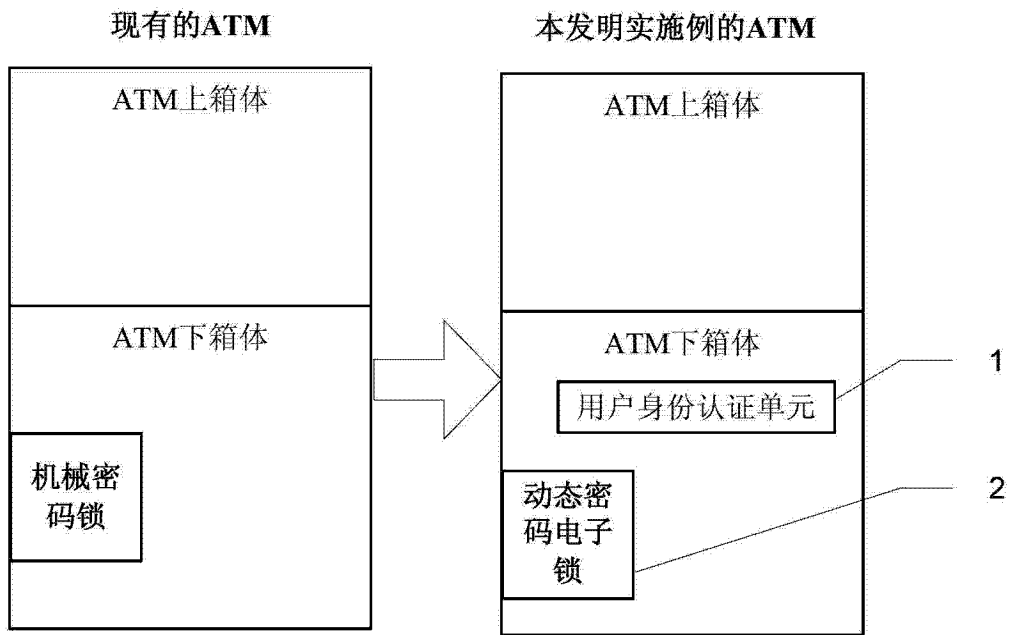 现有的ATM
本发明实施例的ATM
ATM上箱体
ATM上箱体
ATM下箱体
ATM下箱体
用户身份认证单元
1
机械密
码锁
动态密
码电子
锁
2